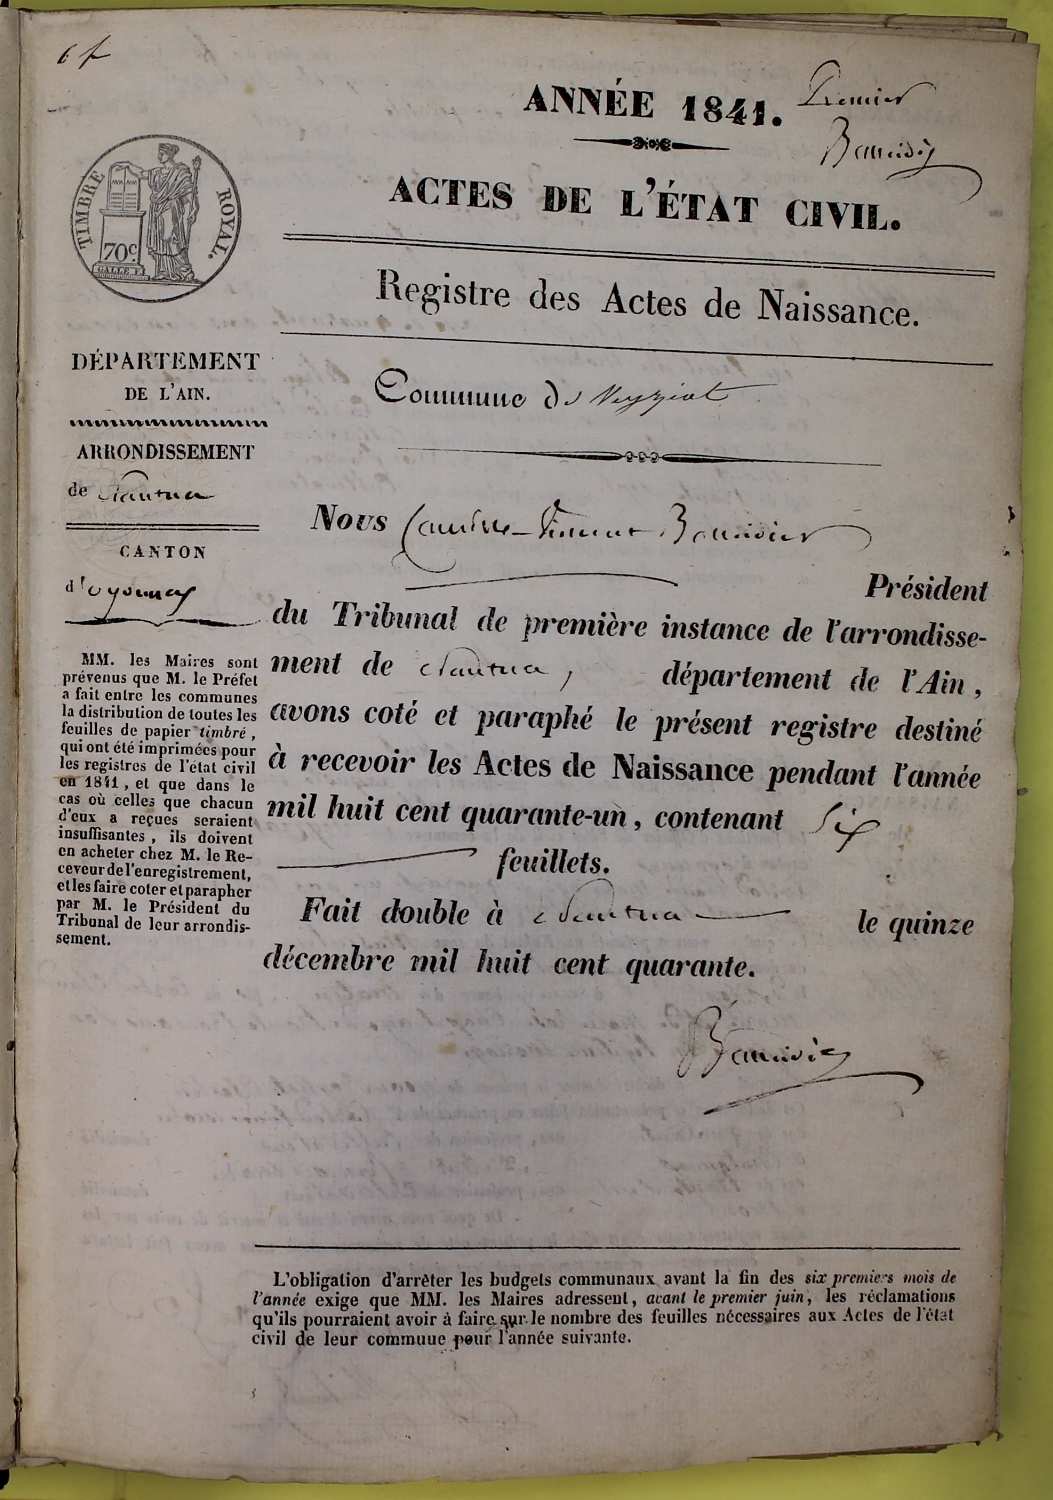 6 f
ANNÉE 1841.
Premier
ACTES DE L'ÉTAT CIVIL.
TIMBRE ROYAL.
70c
Registre des Actes de Naissance.
DÉPARTEMENT
DE L'AIN.
Commune de Veyziat
ARRONDISSEMENT
de Nantua
CANTON
d'oyonnax
MM. les Maires sont
prévenus que M. le Préfet
a fait entre les communes
la distribution de toutes les
feuilles de papier timbré,
qui ont été imprimées pour
les registres de l'état civil
en 1841, et que dans le
cas où celles que chacun
d'eux a reçues seraient
insuffisantes, ils doivent
en acheter chez M. le Re-
ceveur de l'enregistrement,
et les faire coter et parapher
par M. le Président du
Tribunal de leur arrondis-
sement.
Nous
Président
du Tribunal de première instance de l'arrondisse-
ment de Nantua, département de l'Ain,
avons coté et paraphé le présent registre destiné
à recevoir les Actes de Naissance pendant l'année
mil huit cent quarante-un, contenant Six
feuillets.
Fait double à Nantua le quinze
décembre mil huit cent quarante.
L'obligation d'arrêter les budgets communaux avant la fin des six premiers mois de
l'année exige que MM. les Maires adressent, avant le premier juin, les réclamations
qu'ils pourraient avoir à faire sur le nombre des feuilles nécessaires aux Actes de l'état
civil de leur commune pour l'année suivante.